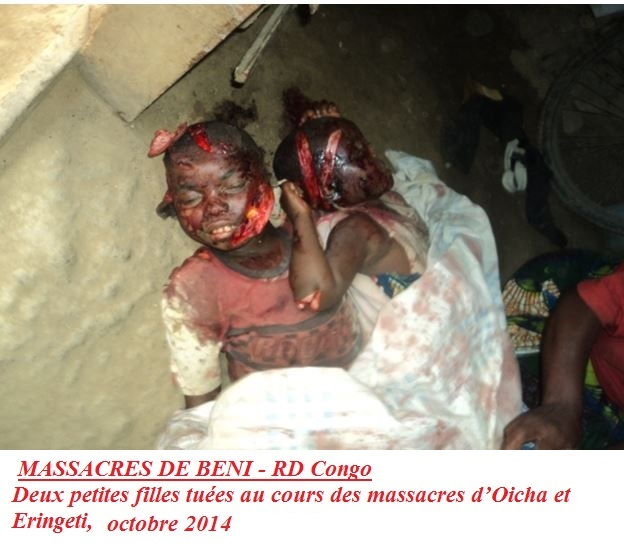 MASSACRES DE BENI - RD Congo
Deux petites filles tuées au cours des massacres d’Oicha et
Eringeti, octobre 2014